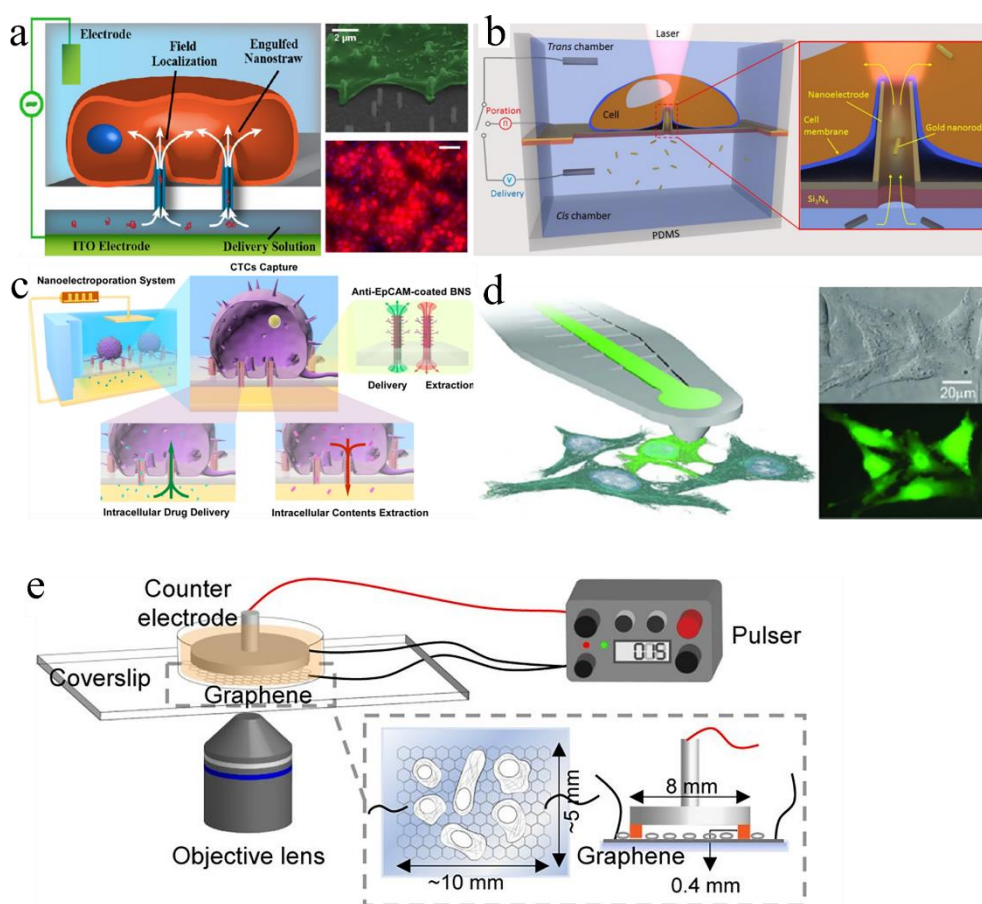 a
Electrode
Field
Localization
Engulfed
Nanostraw
ITO Electrode
Delivery Solution
2 μm
b
Laser
Trans chamber
Poration
Cell
Delivery
V
Cis chamber
PDMS
Nanoelectrode
Cell
membrane
Gold nanorod
Si₃N₄
c
Nanoelectroporation System
CTCs Capture
Anti-EpCAM-coated BNS
Delivery
Extraction
Intracellular Drug Delivery
Intracellular Contents Extraction
d
20μm
e
Counter
electrode
Coverslip
Graphene
Objective lens
0.15
Pulser
~5 mm
~10 mm
8 mm
Graphene
0.4 mm